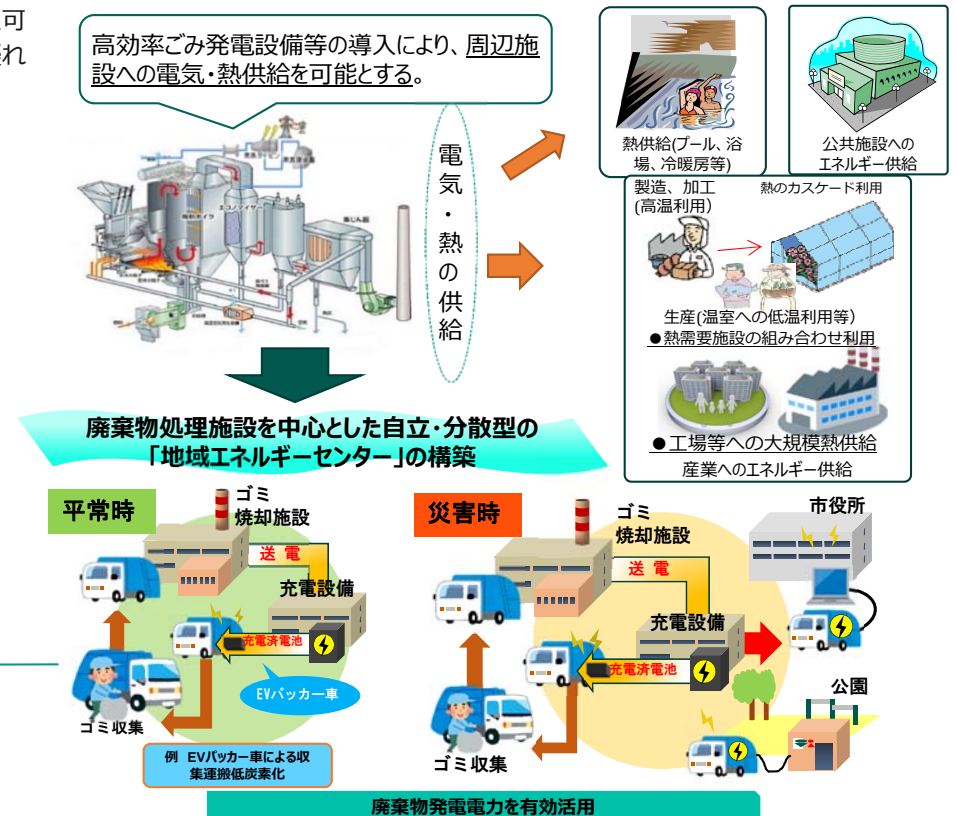 可
れ
高効率ごみ発電設備等の導入により、周辺施
設への電気・熱供給を可能とする。
電気・熱の供給
熱供給(プール、浴
場、冷暖房等)
公共施設への
エネルギー供給
製造、加工
(高温利用）
熱のカスケード利用
生産(温室への低温利用等）
●熱需要施設の組み合わせ利用
●工場等への大規模熱供給
産業へのエネルギー供給
廃棄物処理施設を中心とした自立・分散型の
「地域エネルギーセンター」の構築
平常時
ゴミ
焼却施設
送電
充電設備
充電済電池
EVパッカー車
ゴミ収集
例　EVパッカー車による収
集運搬低炭素化
災害時
ゴミ
焼却施設
送電
充電設備
充電済電池
ゴミ収集
市役所
公園
廃棄物発電電力を有効活用